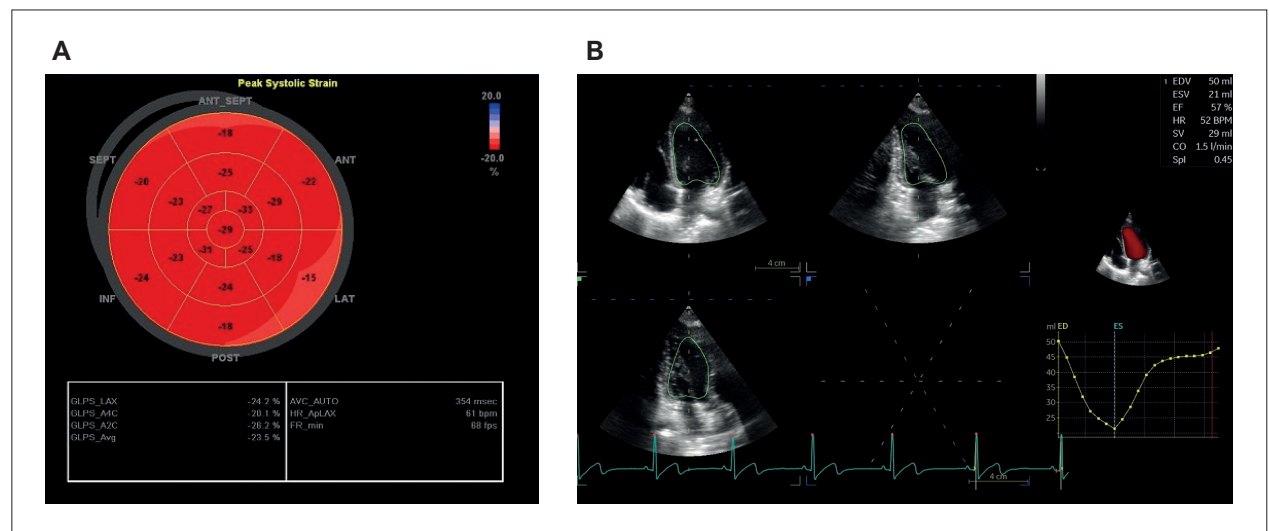 A
B
Peak Systolic Strain
ANT_SEPT
20.0
-20.0
%
SEPT
ANT
-18
-26
-22
-25
-23
-29
-27
-33
-29
-31
-25
-23
-18
-24
-15
-24
-18
INF
LAT
POST
GLPS_LAX -24.2 %
GLPS_A4C -20.1 %
GLPS_A2C -26.2 %
GLPS_Avg -23.5 %
AVC_AUTO 354 msec
HR_ApLAX 61 bpm
FR_min 68 fps
1 EDV 50 ml
ESV 21 ml
EF 57 %
HR 52 BPM
SV 29 ml
CO 1.5 l/min
SpI 0.45
4 cm
ml ED ES
50
45
40
35
30
25
4 cm